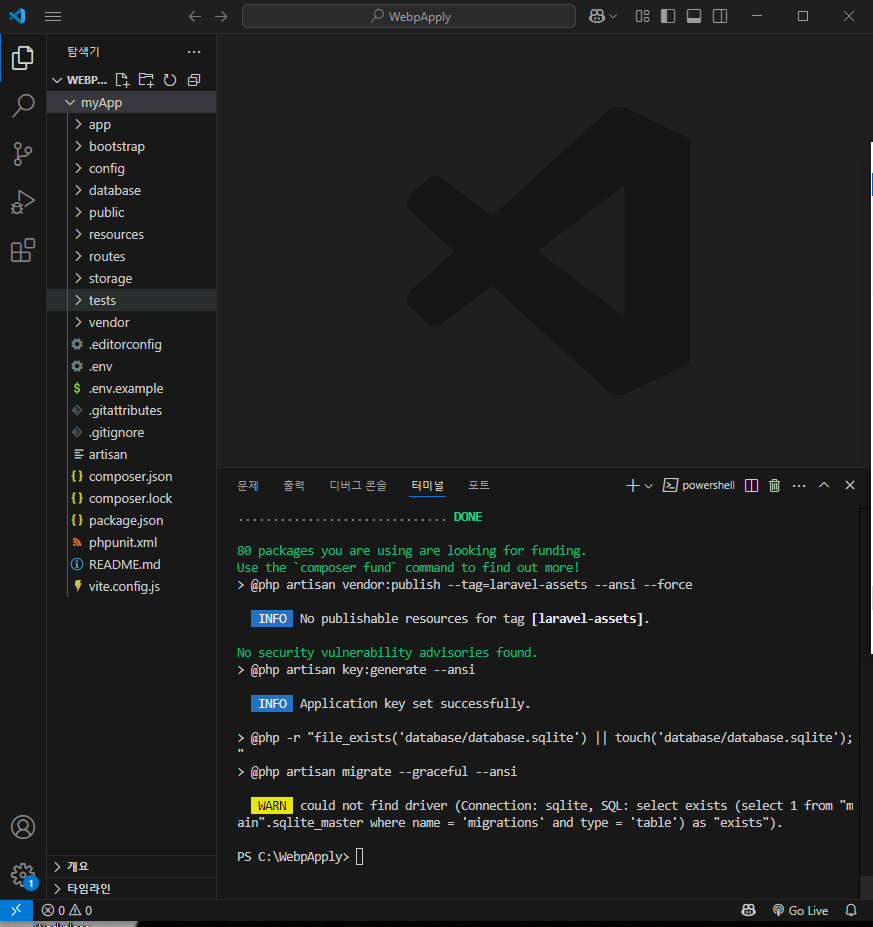 WebpApply
탐색기
WEBP...
myApp
app
bootstrap
config
database
public
resources
routes
storage
tests
vendor
.editorconfig
.env
.env.example
.gitattributes
.gitignore
artisan
composer.json
composer.lock
package.json
phpunit.xml
README.md
vite.config.js
개요
타임라인
문제 출력 디버그 콘솔 터미널 포트
powershell
.............................. DONE
80 packages you are using are looking for funding.
Use the `composer fund` command to find out more!
> @php artisan vendor:publish --tag=laravel-assets --ansi --force
INFO No publishable resources for tag [laravel-assets].
No security vulnerability advisories found.
> @php artisan key:generate --ansi
INFO Application key set successfully.
> @php -r "file_exists('database/database.sqlite') || touch('database/database.sqlite');
"
> @php artisan migrate --graceful --ansi
WARN could not find driver (Connection: sqlite, SQL: select exists (select 1 from "m
ain".sqlite_master where name = 'migrations' and type = 'table') as "exists").
PS C:\WebpApply>
1
0 0
Go Live